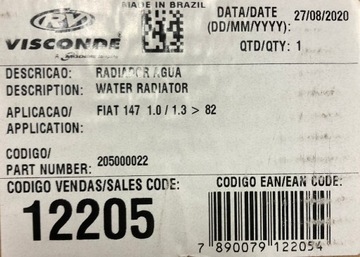 MADE IN BRAZIL
RV
VISCONDE
DATA/DATE
(DD/MM/YYYY):
27/08/2020
QTD/QTY: 1
DESCRICAO: RADIADOR AGUA
DESCRIPTION: WATER RADIATOR
APLICACAO/ FIAT 147 1.0 / 1.3 > 82
APPLICATION:
CODIGO/
PART NUMBER: 205000022
CODIGO VENDAS/SALES CODE:
12205
CODIGO EAN/EAN CODE:
7 890079 122054